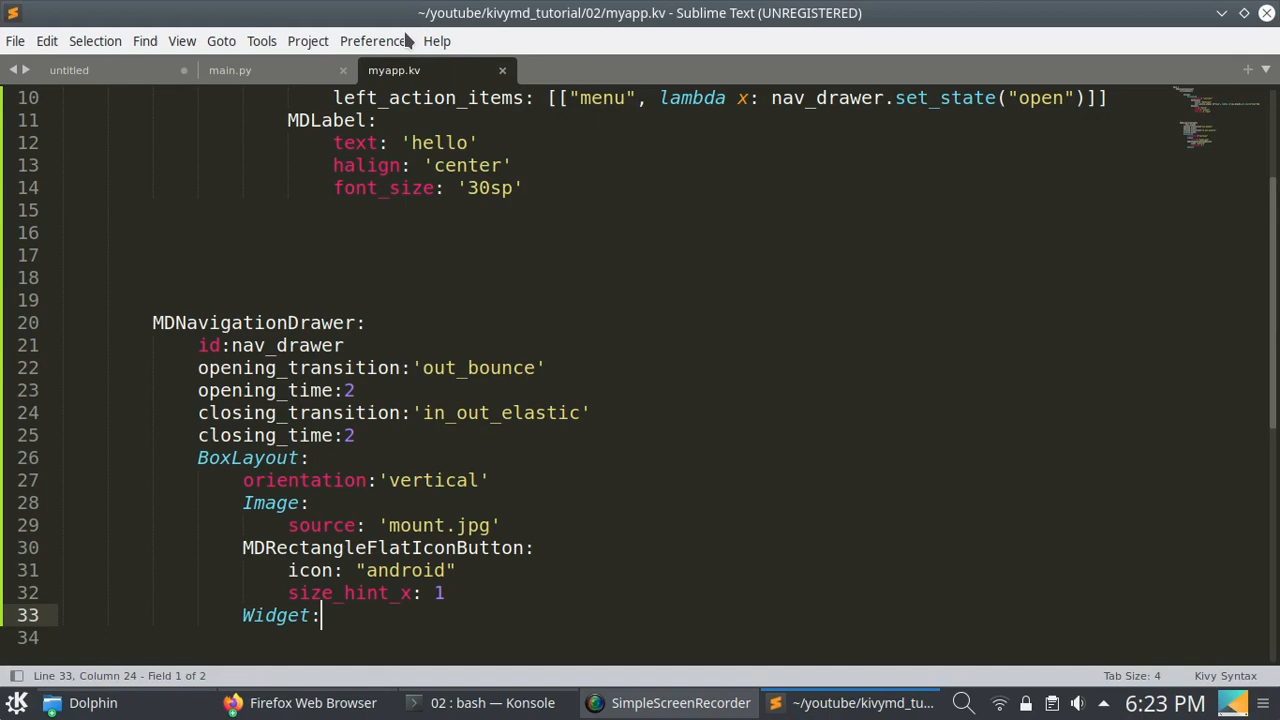 ~/youtube/kivymd_tutorial/02/myapp.kv - Sublime Text (UNREGISTERED)
File Edit Selection Find View Goto Tools Project Preference Help
untitled main.py myapp.kv
10 left_action_items: [["menu", lambda x: nav_drawer.set_state("open")]]
11 MDLabel:
12 text: 'hello'
13 halign: 'center'
14 font_size: '30sp'
15
16
17
18
19
20 MDNavigationDrawer:
21 id:nav_drawer
22 opening_transition:'out_bounce'
23 opening_time:2
24 closing_transition:'in_out_elastic'
25 closing_time:2
26 BoxLayout:
27 orientation:'vertical'
28 Image:
29 source: 'mount.jpg'
30 MDRectangleFlatIconButton:
31 icon: "android"
32 size_hint_x: 1
33 Widget:
34
Line 33, Column 24 - Field 1 of 2 Tab Size: 4 Kivy Syntax
Dolphin Firefox Web Browser 02 : bash — Konsole SimpleScreenRecorder ~/youtube/kivymd_tu... 6:23 PM